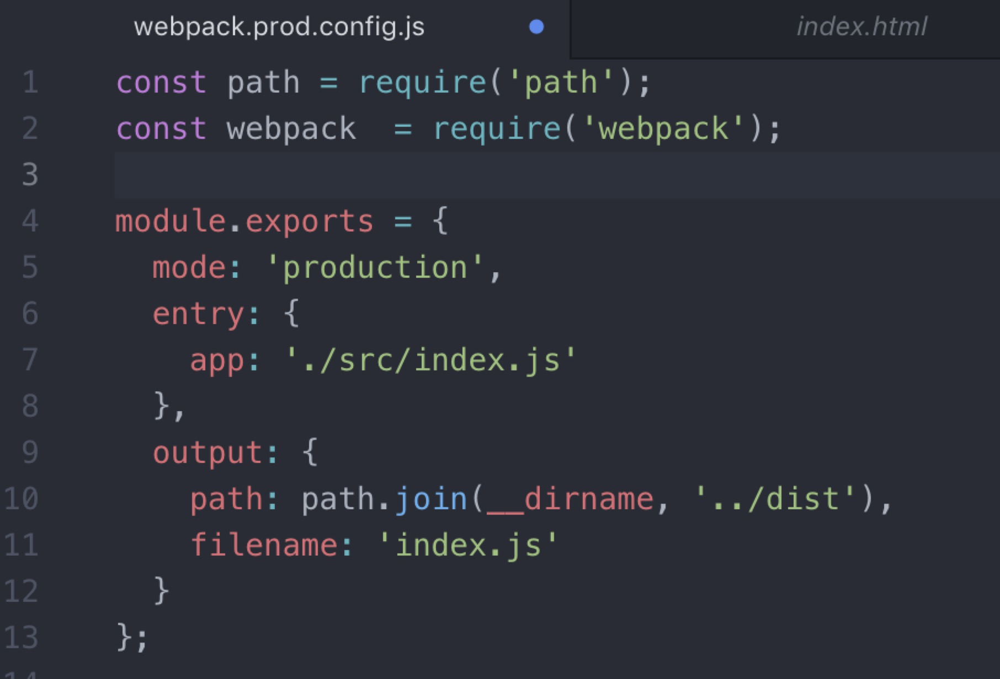 webpack.prod.config.js index.html
1 const path = require('path');
2 const webpack  = require('webpack');
3
4 module.exports = {
5   mode: 'production',
6   entry: {
7     app: './src/index.js'
8   },
9   output: {
10     path: path.join(__dirname, '../dist'),
11     filename: 'index.js'
12   }
13 };
14